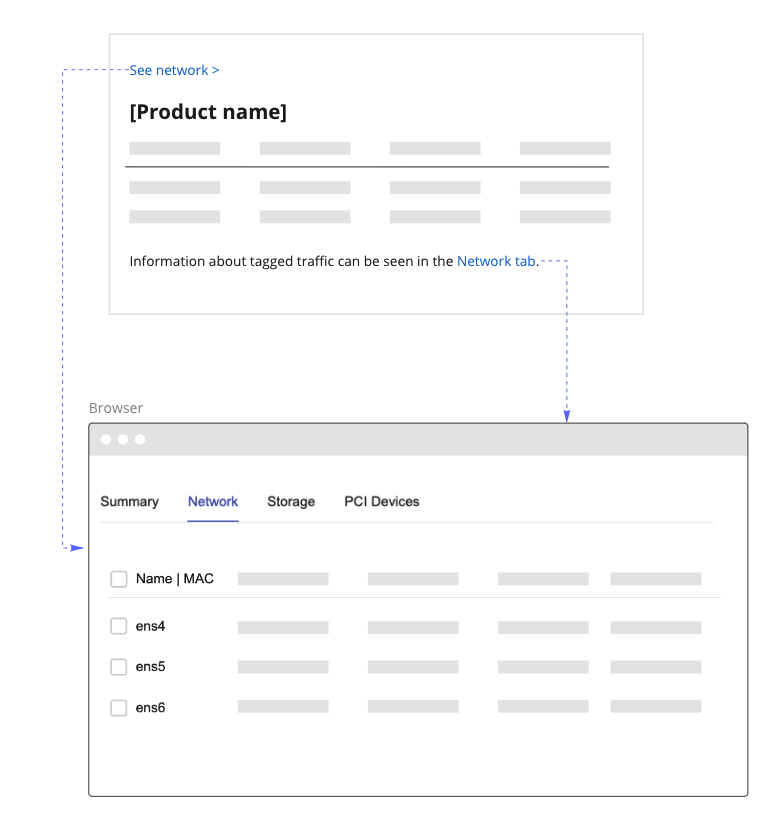 See network >
[Product name]
Information about tagged traffic can be seen in the Network tab.
Browser
Summary Network Storage PCI Devices
Name | MAC
ens4
ens5
ens6